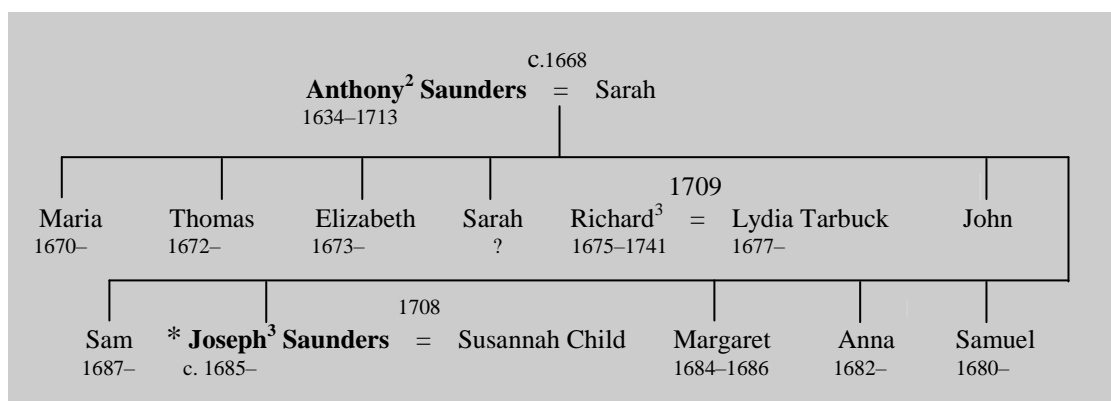 c.1668
Anthony² Saunders = Sarah
1634–1713
1709
Maria Thomas Elizabeth Sarah Richard³ = Lydia Tarbuck John
1670– 1672– 1673– ? 1675–1741 1677–
1708
Sam * Joseph³ Saunders = Susannah Child Margaret Anna Samuel
1687– c. 1685– 1684–1686 1682– 1680–